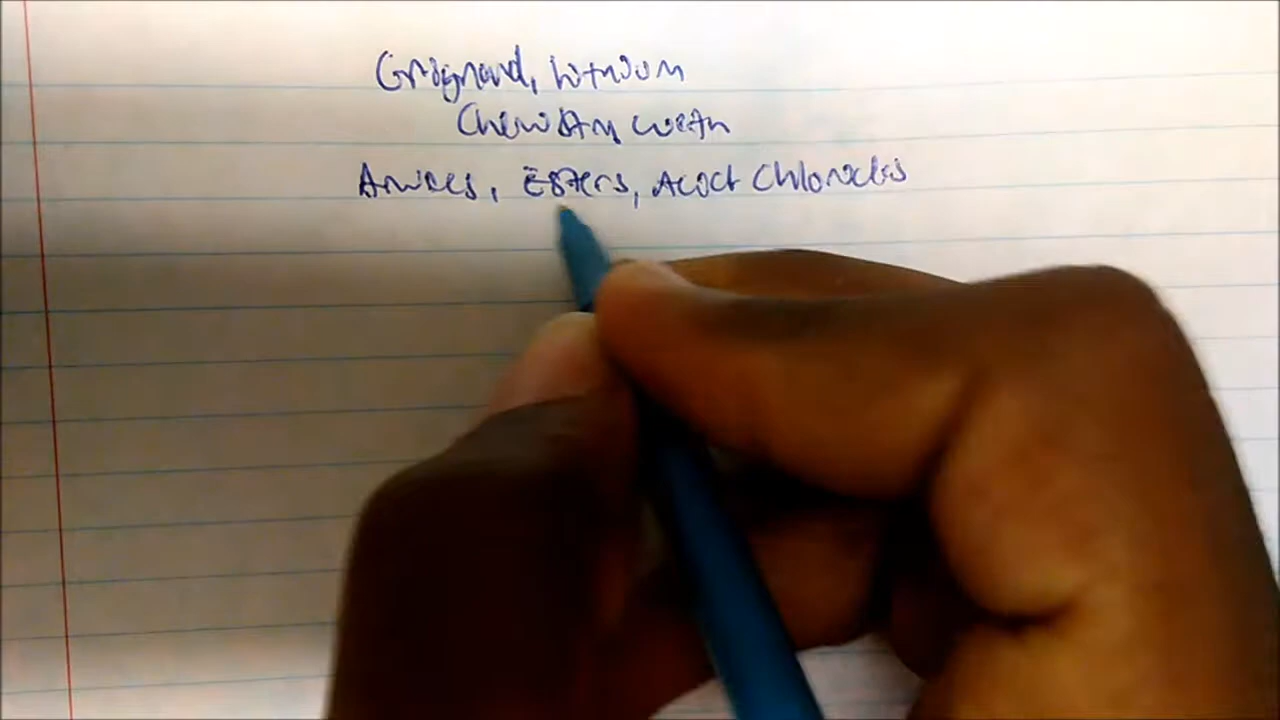 Grignard, lithium
Chemistry with
Amides, Esters, Acid Chlorides